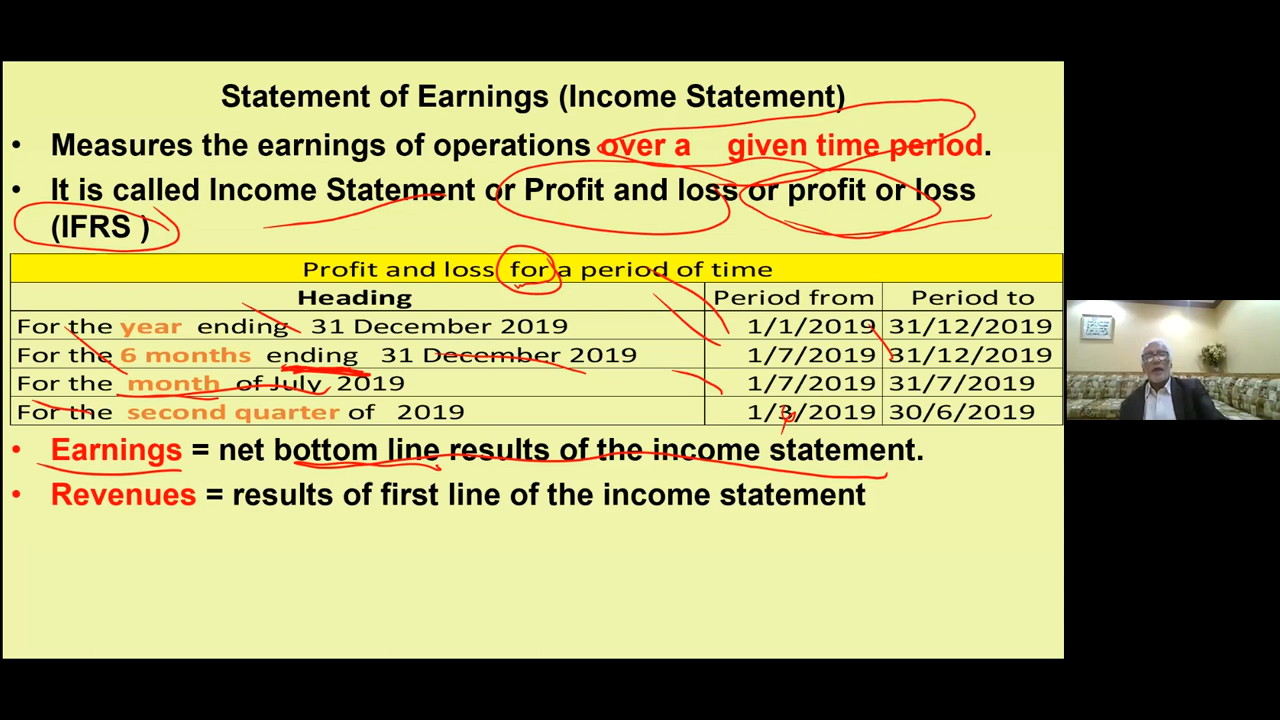 Statement of Earnings (Income Statement)
• Measures the earnings of operations over a given time period.
• It is called Income Statement or Profit and loss or profit or loss
(IFRS )
Profit and loss for a period of time
Heading Period from Period to
For the year ending 31 December 2019 1/1/2019 31/12/2019
For the 6 months ending 31 December 2019 1/7/2019 31/12/2019
For the month of July 2019 1/7/2019 31/7/2019
For the second quarter of 2019 1/3/2019 30/6/2019
• Earnings = net bottom line results of the income statement.
• Revenues = results of first line of the income statement